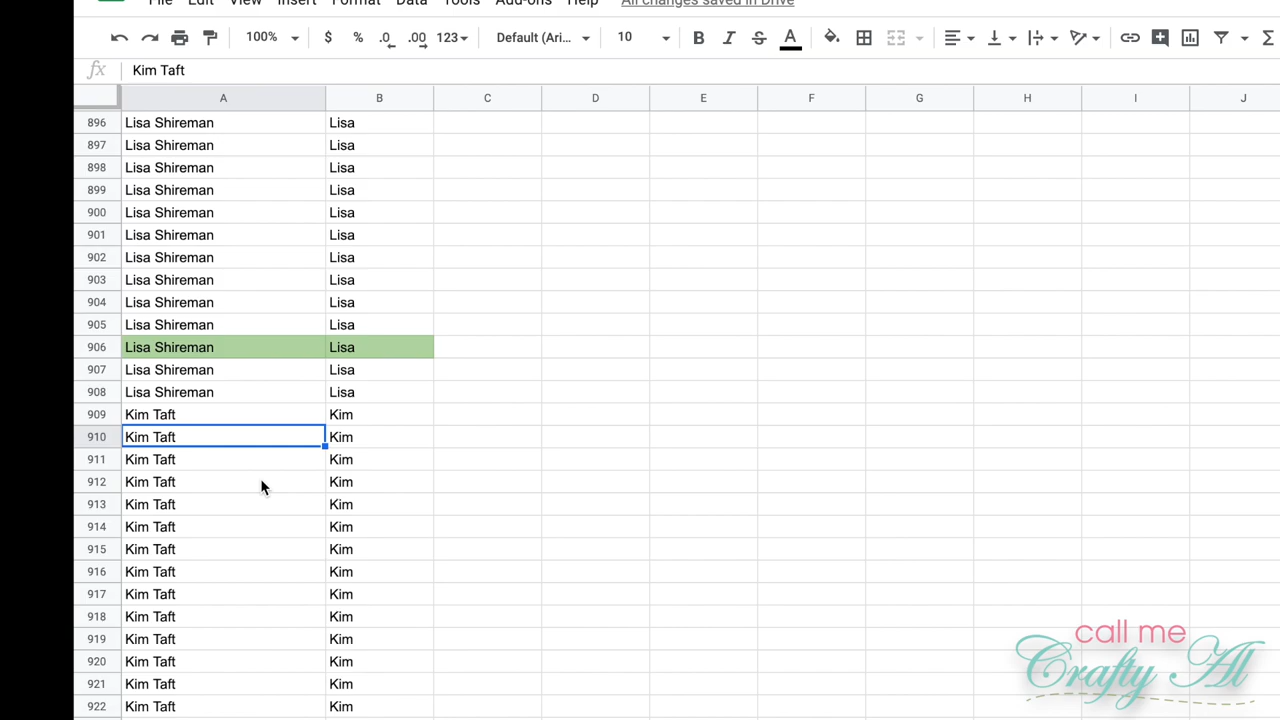 File Edit View Insert Format Data Tools Add-ons Help All changes saved in Drive
100% $ % .0 .00 123 Default (Ari... 10 B I S A Σ
fx Kim Taft
A B C D E F G H I J
896 Lisa Shireman Lisa
897 Lisa Shireman Lisa
898 Lisa Shireman Lisa
899 Lisa Shireman Lisa
900 Lisa Shireman Lisa
901 Lisa Shireman Lisa
902 Lisa Shireman Lisa
903 Lisa Shireman Lisa
904 Lisa Shireman Lisa
905 Lisa Shireman Lisa
906 Lisa Shireman Lisa
907 Lisa Shireman Lisa
908 Lisa Shireman Lisa
909 Kim Taft Kim
910 Kim Taft Kim
911 Kim Taft Kim
912 Kim Taft Kim
913 Kim Taft Kim
914 Kim Taft Kim
915 Kim Taft Kim
916 Kim Taft Kim
917 Kim Taft Kim
918 Kim Taft Kim
919 Kim Taft Kim
920 Kim Taft Kim
921 Kim Taft Kim
922 Kim Taft Kim
call me
Crafty Al